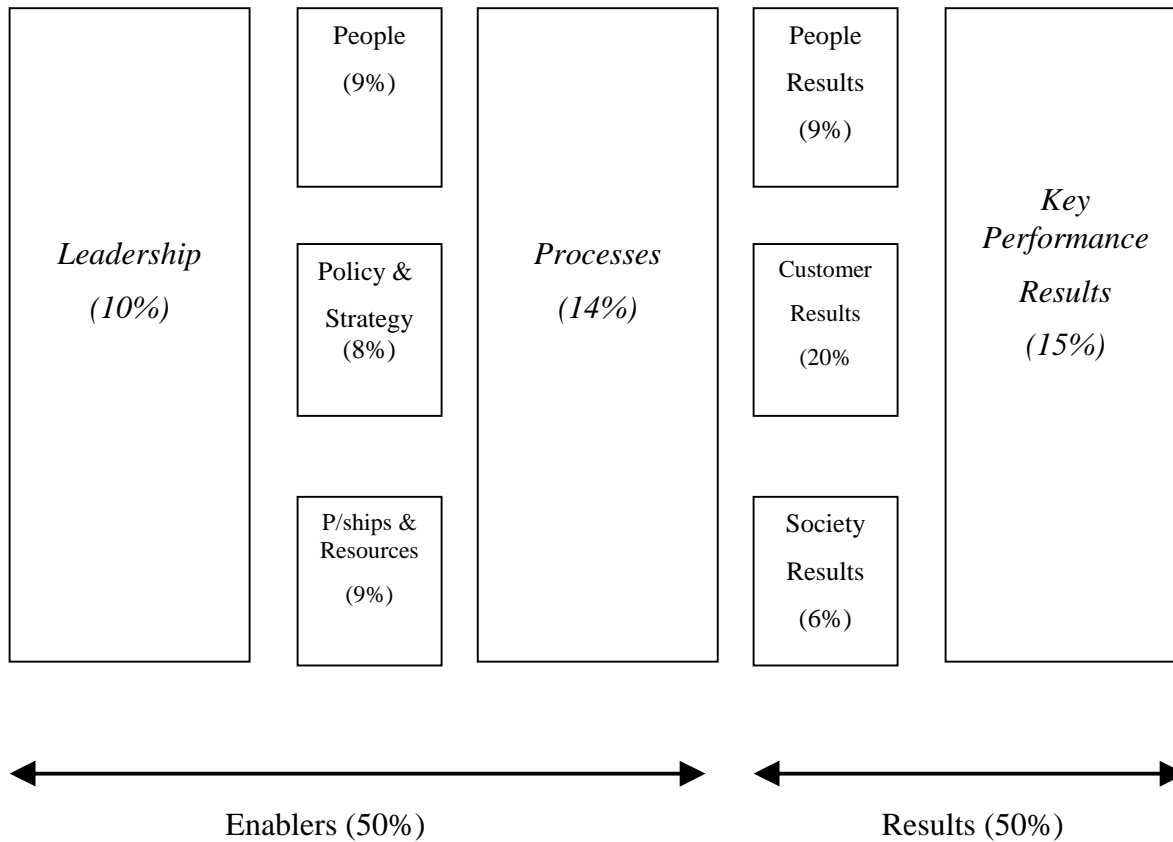 Leadership
(10%)
People
(9%)
Policy &
Strategy
(8%)
P/ships &
Resources
(9%)
Processes
(14%)
People
Results
(9%)
Customer
Results
(20%
Society
Results
(6%)
Key
Performance
Results
(15%)
Enablers (50%)
Results (50%)